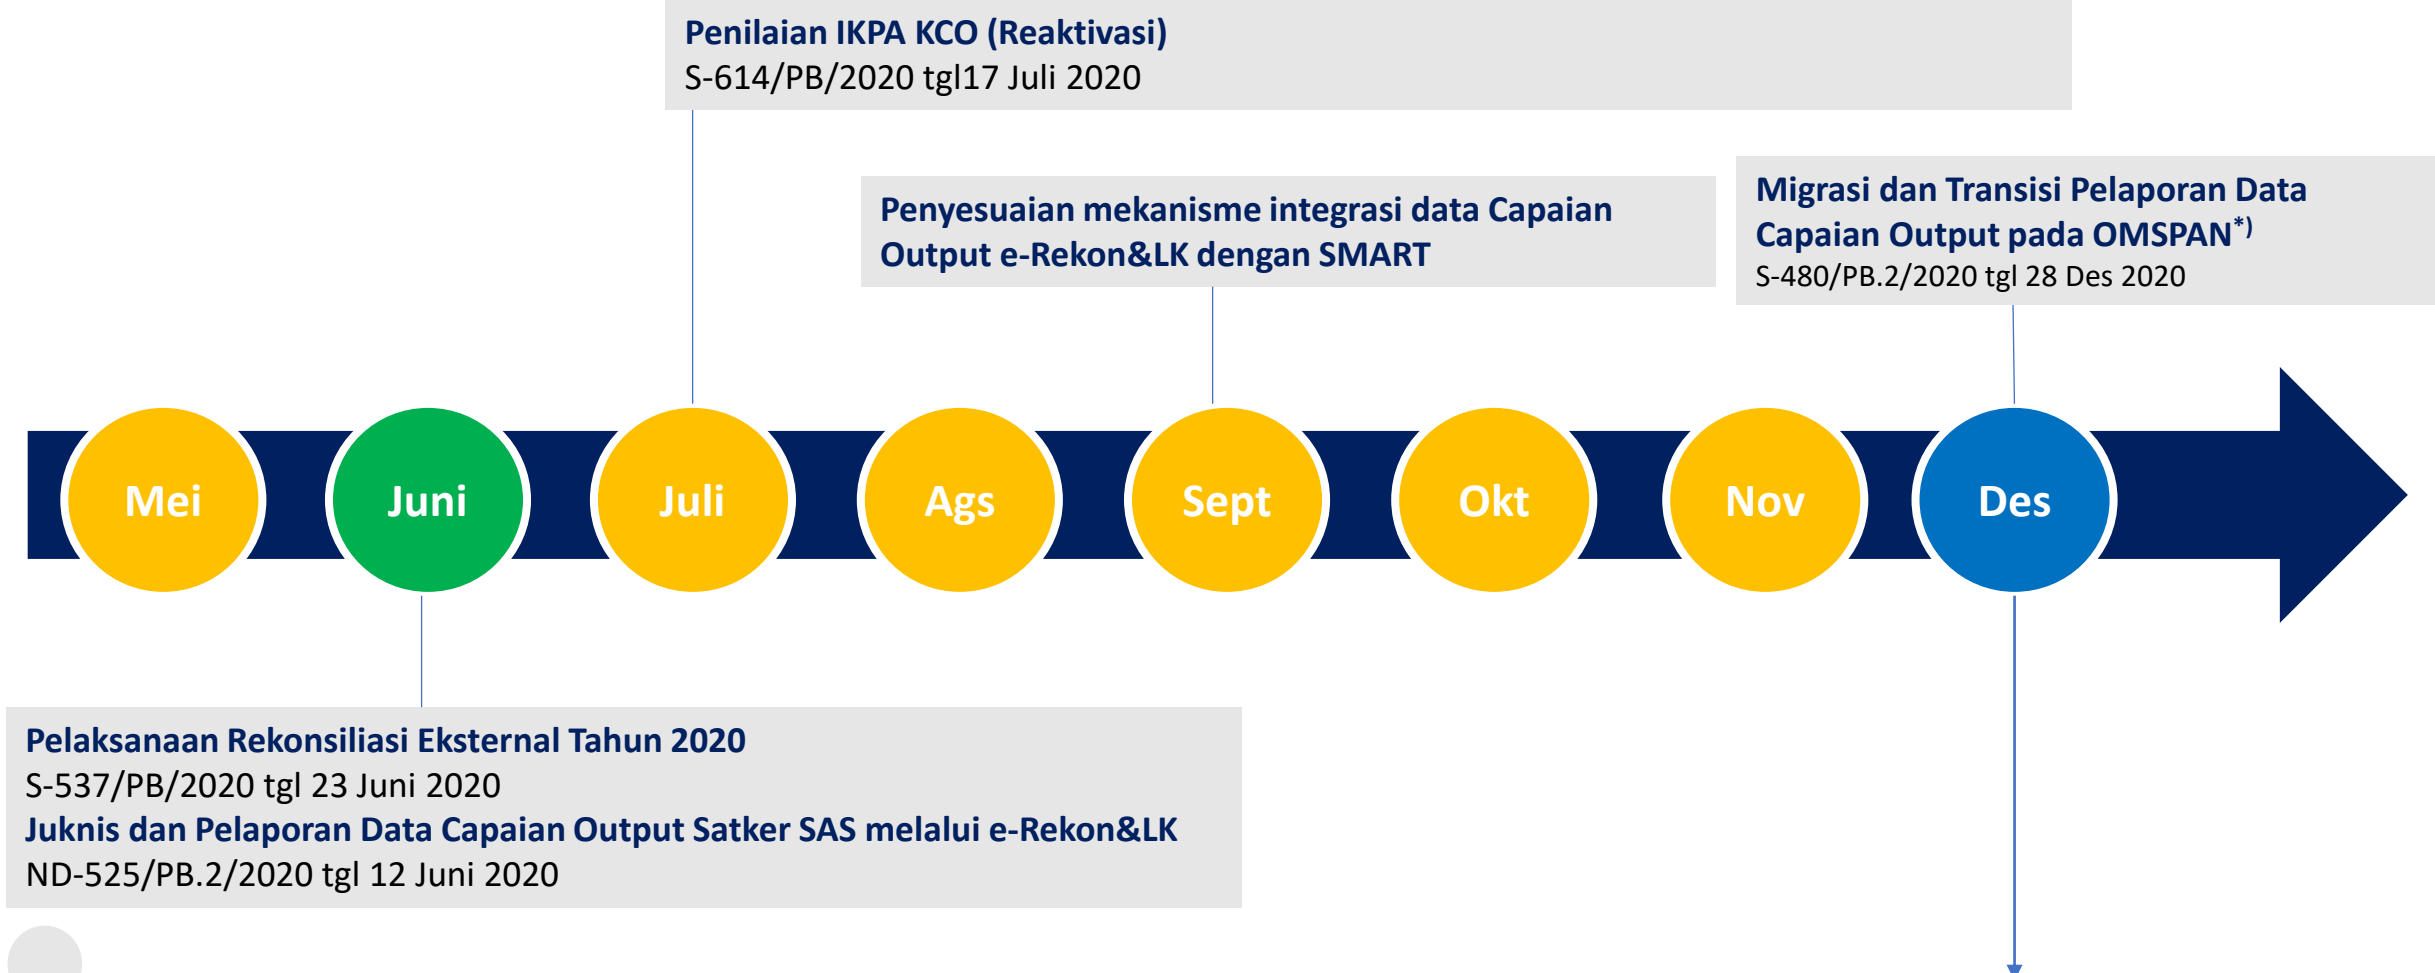 Penilaian IKPA KCO (Reaktivasi)
S-614/PB/2020 tgl17 Juli 2020
Penyesuaian mekanisme integrasi data Capaian
Output e-Rekon&LK dengan SMART
Migrasi dan Transisi Pelaporan Data
Capaian Output pada OMSPAN*)
S-480/PB.2/2020 tgl 28 Des 2020
Mei
Juni
Juli
Ags
Sept
Okt
Nov
Des
Pelaksanaan Rekonsiliasi Eksternal Tahun 2020
S-537/PB/2020 tgl 23 Juni 2020
Juknis dan Pelaporan Data Capaian Output Satker SAS melalui e-Rekon&LK
ND-525/PB.2/2020 tgl 12 Juni 2020